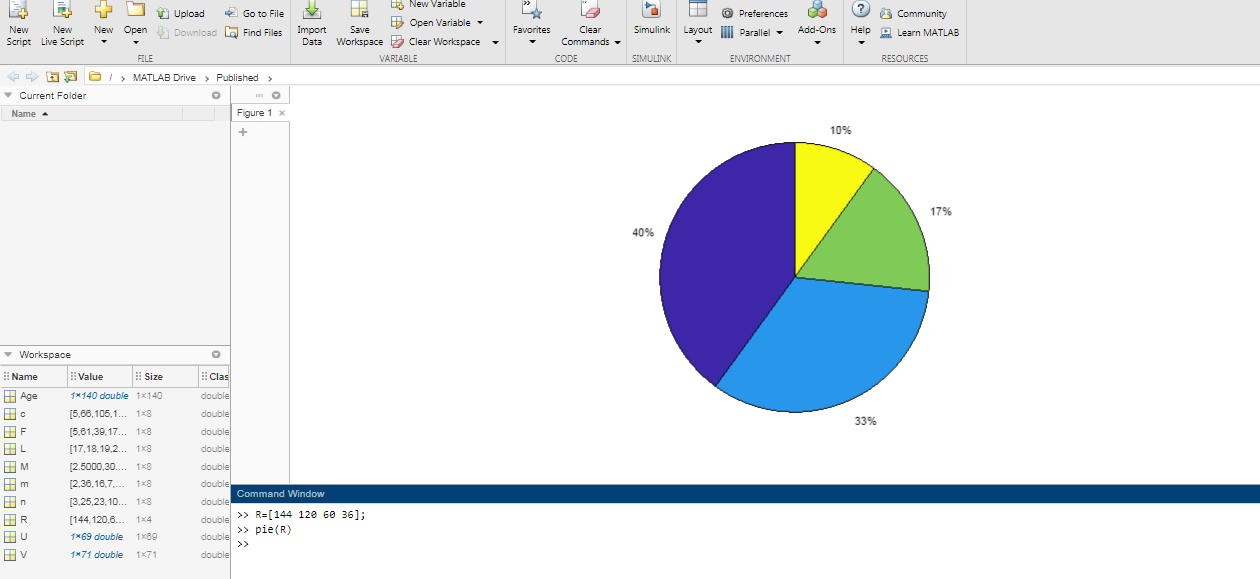 New Variable
Upload Go to File Open Variable Preferences Community
New Script New Live Script New Open Download Find Files Import Data Save Workspace Clear Workspace Favorites Clear Commands Simulink Layout Parallel Add-Ons Help Learn MATLAB
FILE VARIABLE CODE SIMULINK ENVIRONMENT RESOURCES
/ > MATLAB Drive > Published >
Current Folder
Name
Figure 1 ×
+
10%
17%
40%
33%
Workspace
Name Value Size Clas
Age 1×140 double 1×140 double
c [5,66,105,1... 1×8 double
F [5,61,39,17... 1×8 double
L [17,18,19,2... 1×8 double
M [2.5000,30.... 1×8 double
m [2,36,16,7,... 1×8 double
n [3,25,23,10... 1×8 double
R [144,120,6... 1×4 double
U 1×69 double 1×69 double
V 1×71 double 1×71 double
Command Window
>> R=[144 120 60 36];
>> pie(R)
>>